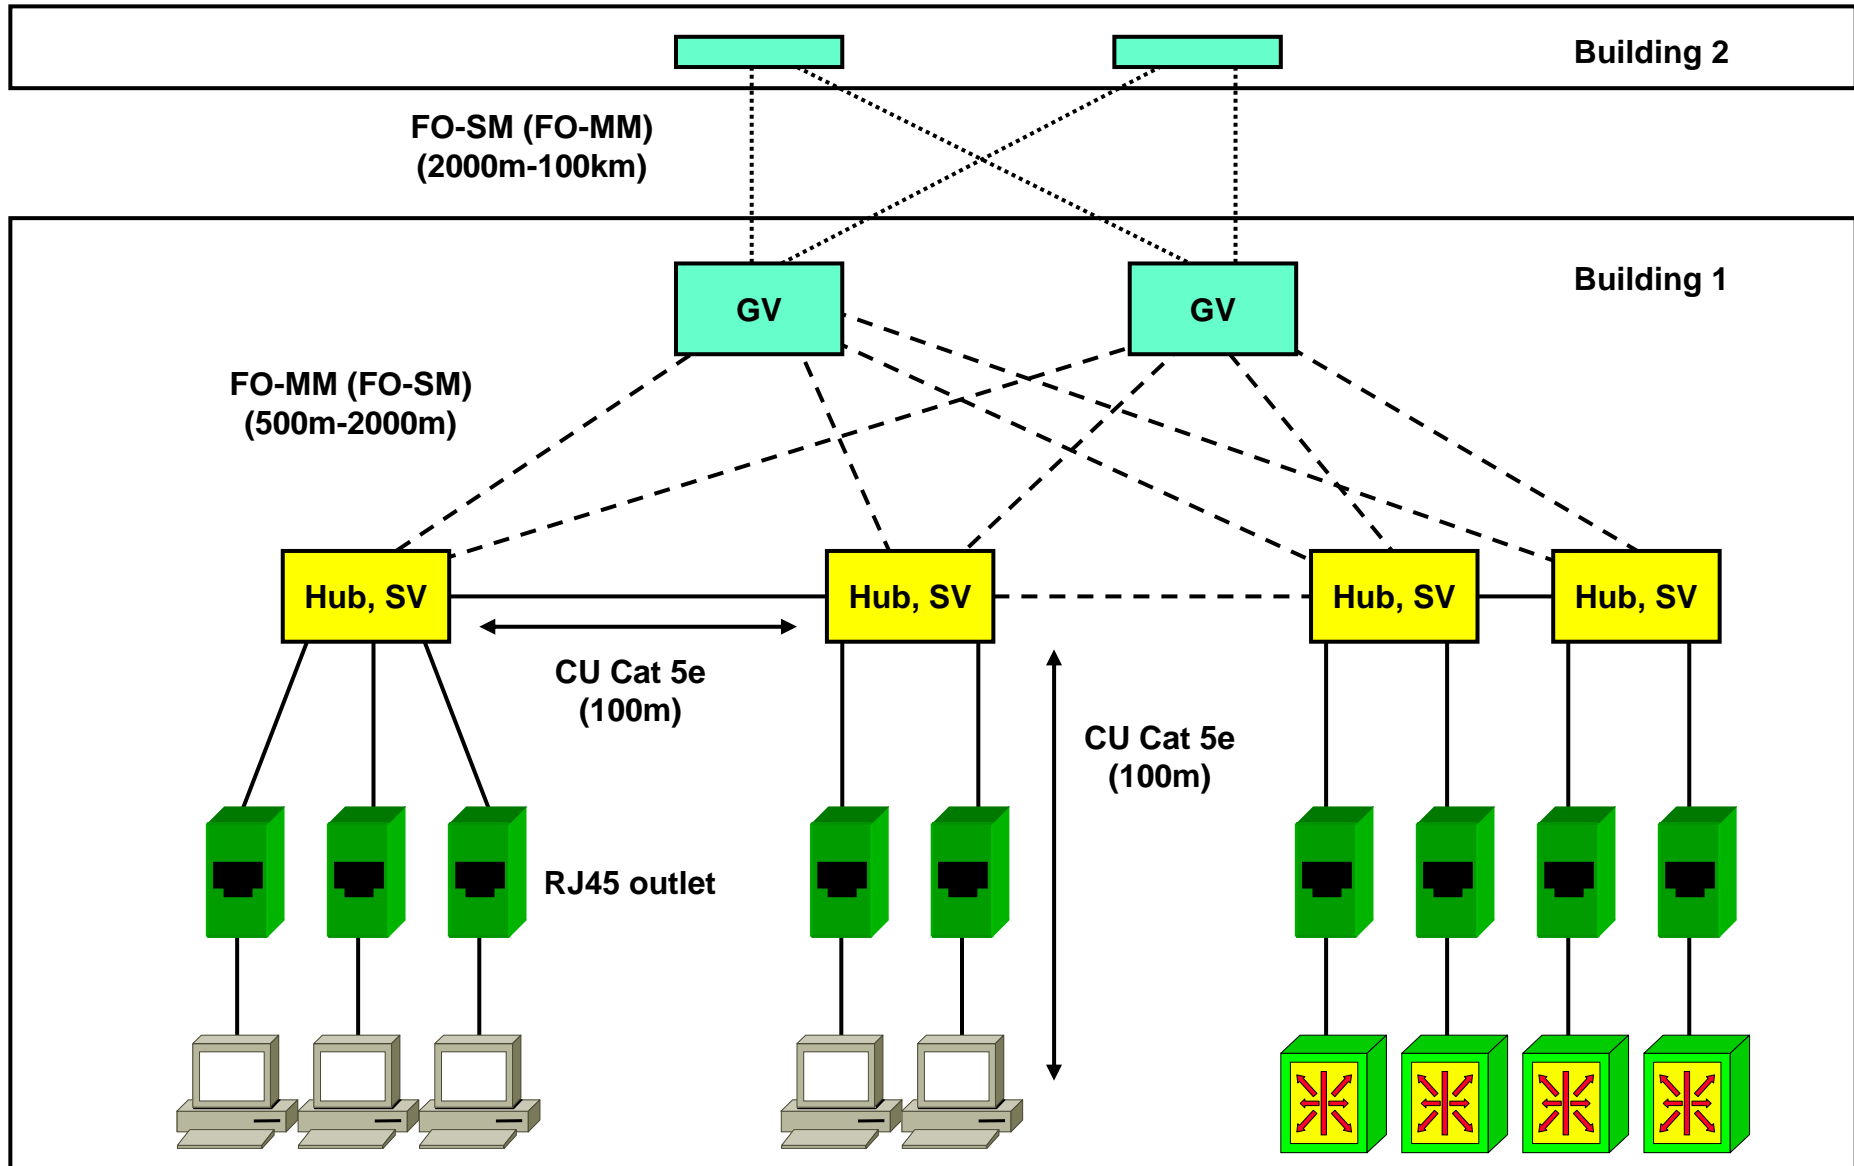 Building 2
FO-SM (FO-MM)
(2000m-100km)
Building 1
GV
GV
FO-MM (FO-SM)
(500m-2000m)
Hub, SV
Hub, SV
Hub, SV
Hub, SV
CU Cat 5e
(100m)
CU Cat 5e
(100m)
RJ45 outlet